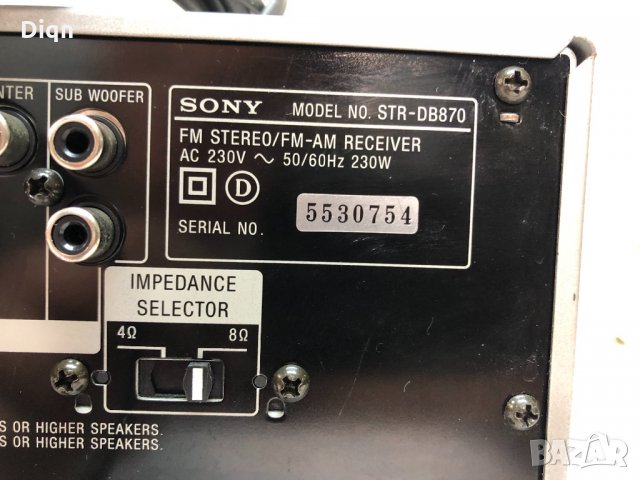 Diqn
NTER
SUB WOOFER
SONY MODEL NO. STR-DB870
FM STEREO/FM-AM RECEIVER
AC 230V ～ 50/60Hz 230W
D
SERIAL NO. 5530754
IMPEDANCE
SELECTOR
4Ω 8Ω
S OR HIGHER SPEAKERS.
S OR HIGHER SPEAKERS.
BAZAR